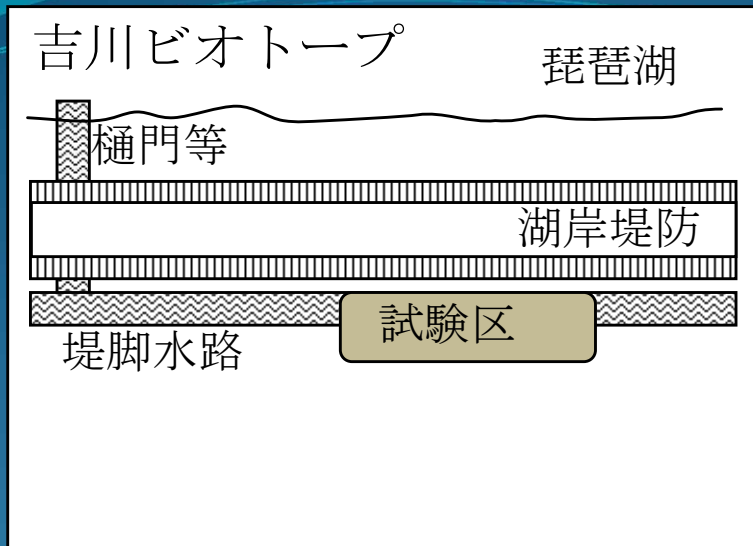 吉川ビオトープ
琵琶湖
樋門等
湖岸堤防
試験区
堤脚水路